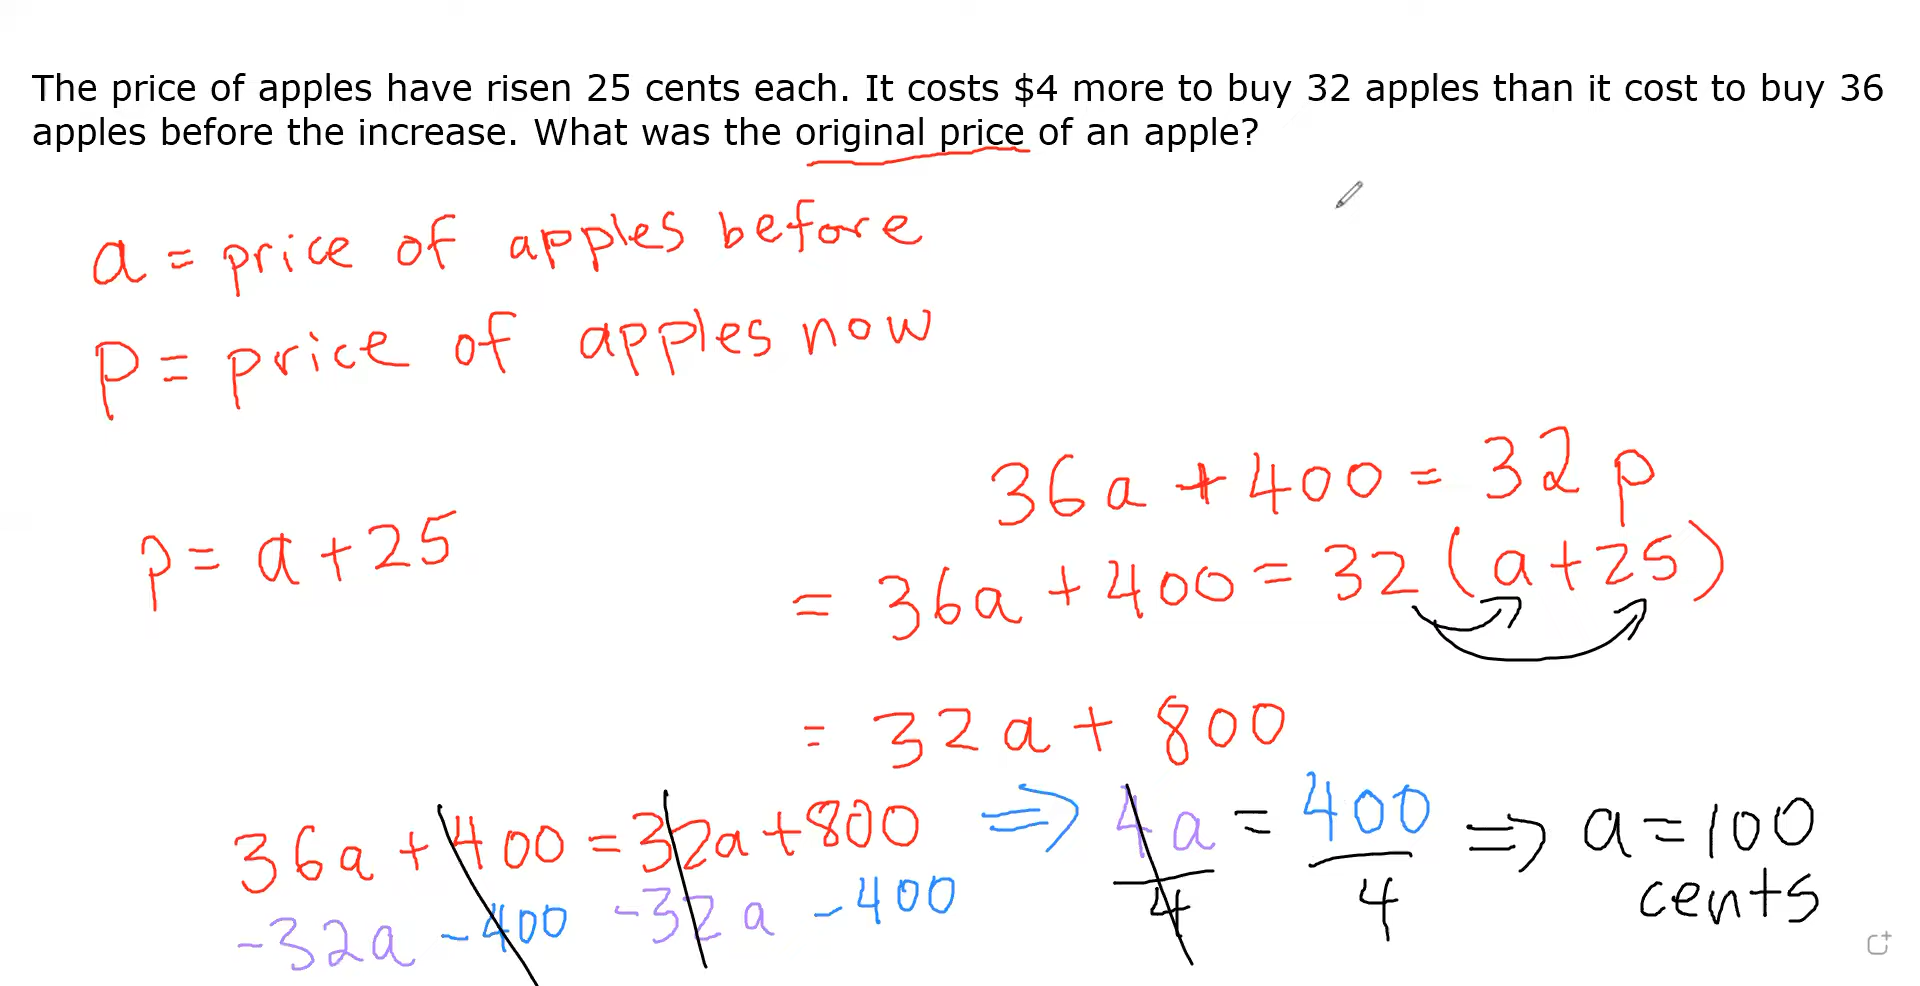 The price of apples have risen 25 cents each. It costs $4 more to buy 32 apples than it cost to buy 36
apples before the increase. What was the original price of an apple?
a = price of apples before
p = price of apples now
p = a + 25
36a + 400 = 32p
= 36a + 400 = 32(a + 25)
= 32a + 800
36a + 400 = 32a + 800 ⇒ 4a = 400 ⇒ a = 100
-32a -400 -32a -400 4 4 cents